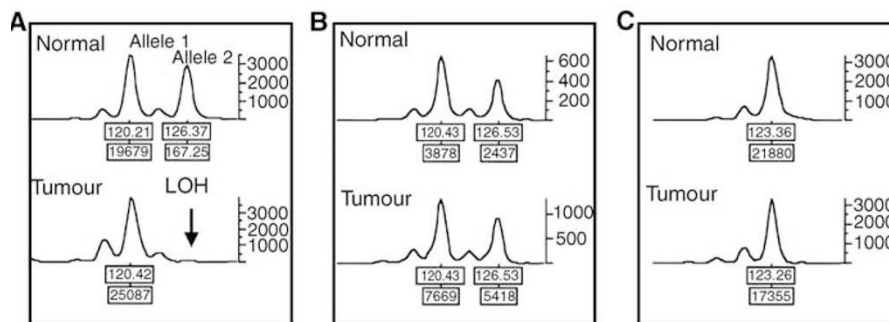 A
Normal
Allele 1
Allele 2
3000
2000
1000
120.21 126.37
19679 167.25
Tumour
LOH
3000
2000
1000
120.42
25087
B
Normal
600
400
200
120.43 126.53
3878 2437
Tumour
1000
500
120.43 126.53
7669 5418
C
Normal
3000
2000
1000
123.36
21880
Tumour
3000
2000
1000
123.26
17355